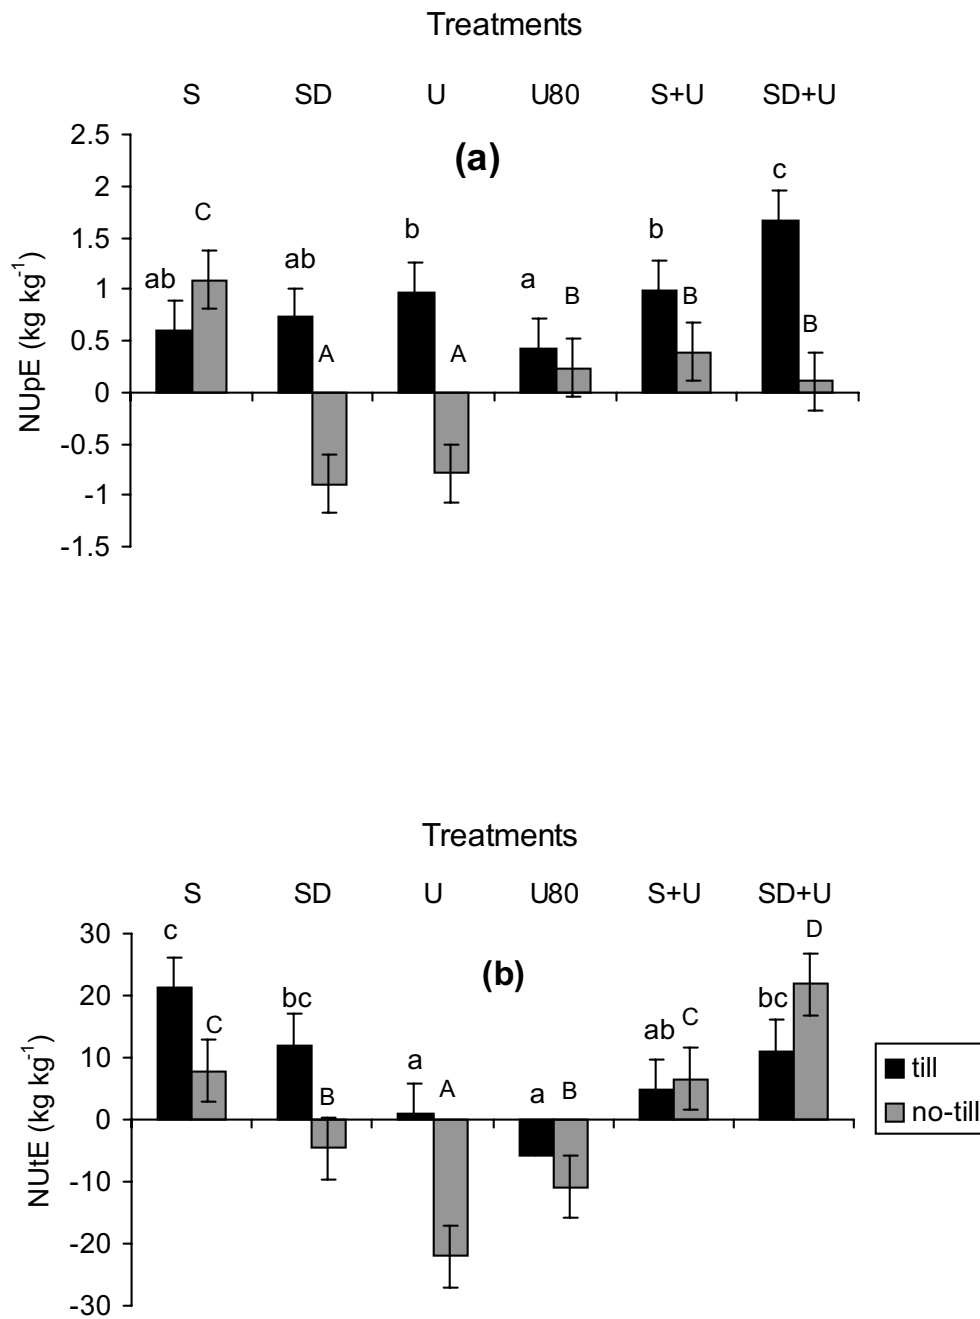 Treatments
S SD U U80 S+U SD+U
2.5
(a)
c
2
C
b
b
1.5
ab
ab
a
B
B
1
NUpE (kg kg-1)
A
A
B
0.5
0
-0.5
-1
-1.5
Treatments
S SD U U80 S+U SD+U
30
c
D
(b)
20
bc
bc
C
ab
C
10
a
A
a
B
till
NUtE (kg kg-1)
B
0
no-till
-10
-20
-30